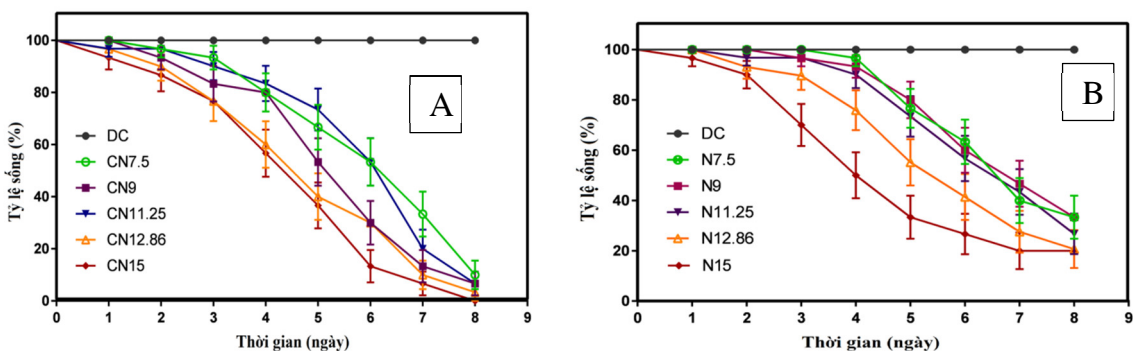 A
Tỷ lệ sống (%)
100
80
60
40
20
0
DC
CN7.5
CN9
CN11.25
CN12.86
CN15
0 1 2 3 4 5 6 7 8 9
Thời gian (ngày)
B
Tỷ lệ sống (%)
100
80
60
40
20
0
DC
N7.5
N9
N11.25
N12.86
N15
0 1 2 3 4 5 6 7 8 9
Thời gian (ngày)